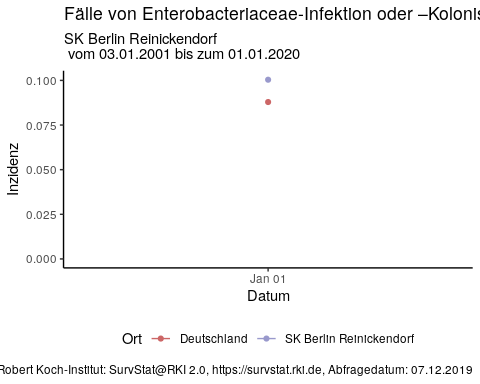 Fälle von Enterobacteriaceae-Infektion oder –Kolonis
SK Berlin Reinickendorf
vom 03.01.2001 bis zum 01.01.2020
0.100
0.075
0.050
0.025
0.000
Inzidenz
Jan 01
Datum
Ort Deutschland SK Berlin Reinickendorf
Robert Koch-Institut: SurvStat@RKI 2.0, https://survstat.rki.de, Abfragedatum: 07.12.2019